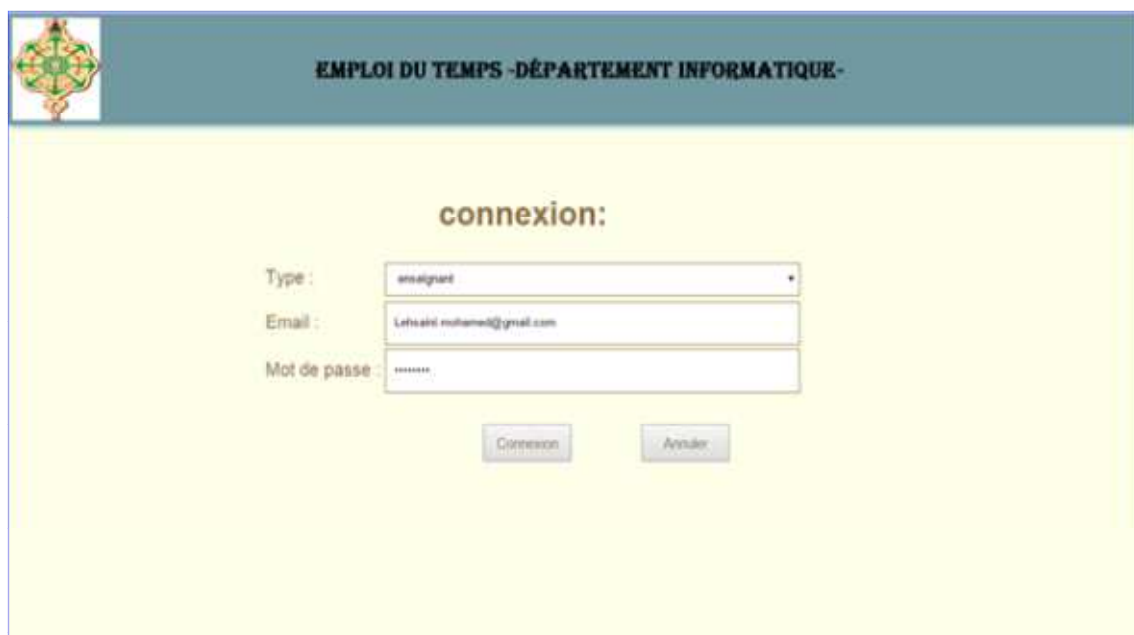 EMPLOI DU TEMPS -DÉPARTEMENT INFORMATIQUE-
connexion:
Type : enseignant
Email : Lehsaini.mohamed@gmail.com
Mot de passe : •••••••••
Connexion Annuler